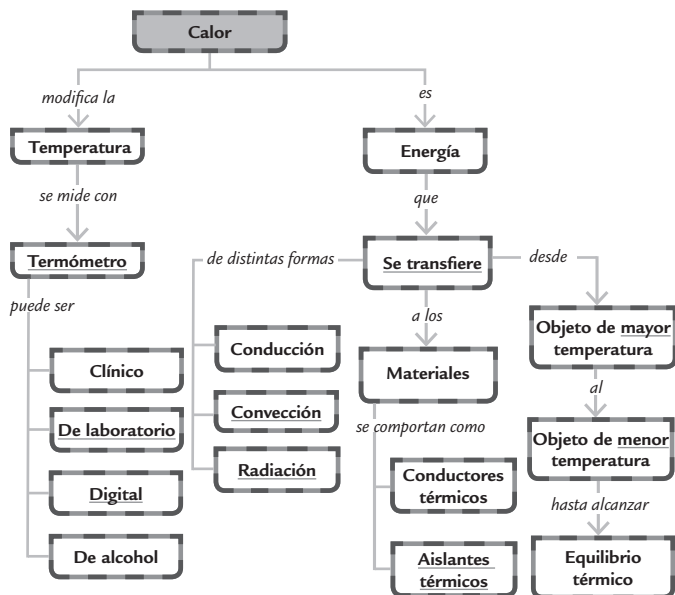 Calor
modifica la
es
Temperatura
Energía
se mide con
que
Termómetro
de distintas formas
Se transfiere
desde
puede ser
a los
Conducción
Objeto de mayor
temperatura
Clínico
Materiales
al
Convección
se comportan como
De laboratorio
Objeto de menor
temperatura
Radiación
Conductores
térmicos
Digital
hasta alcanzar
De alcohol
Aislantes
térmicos
Equilibrio
térmico